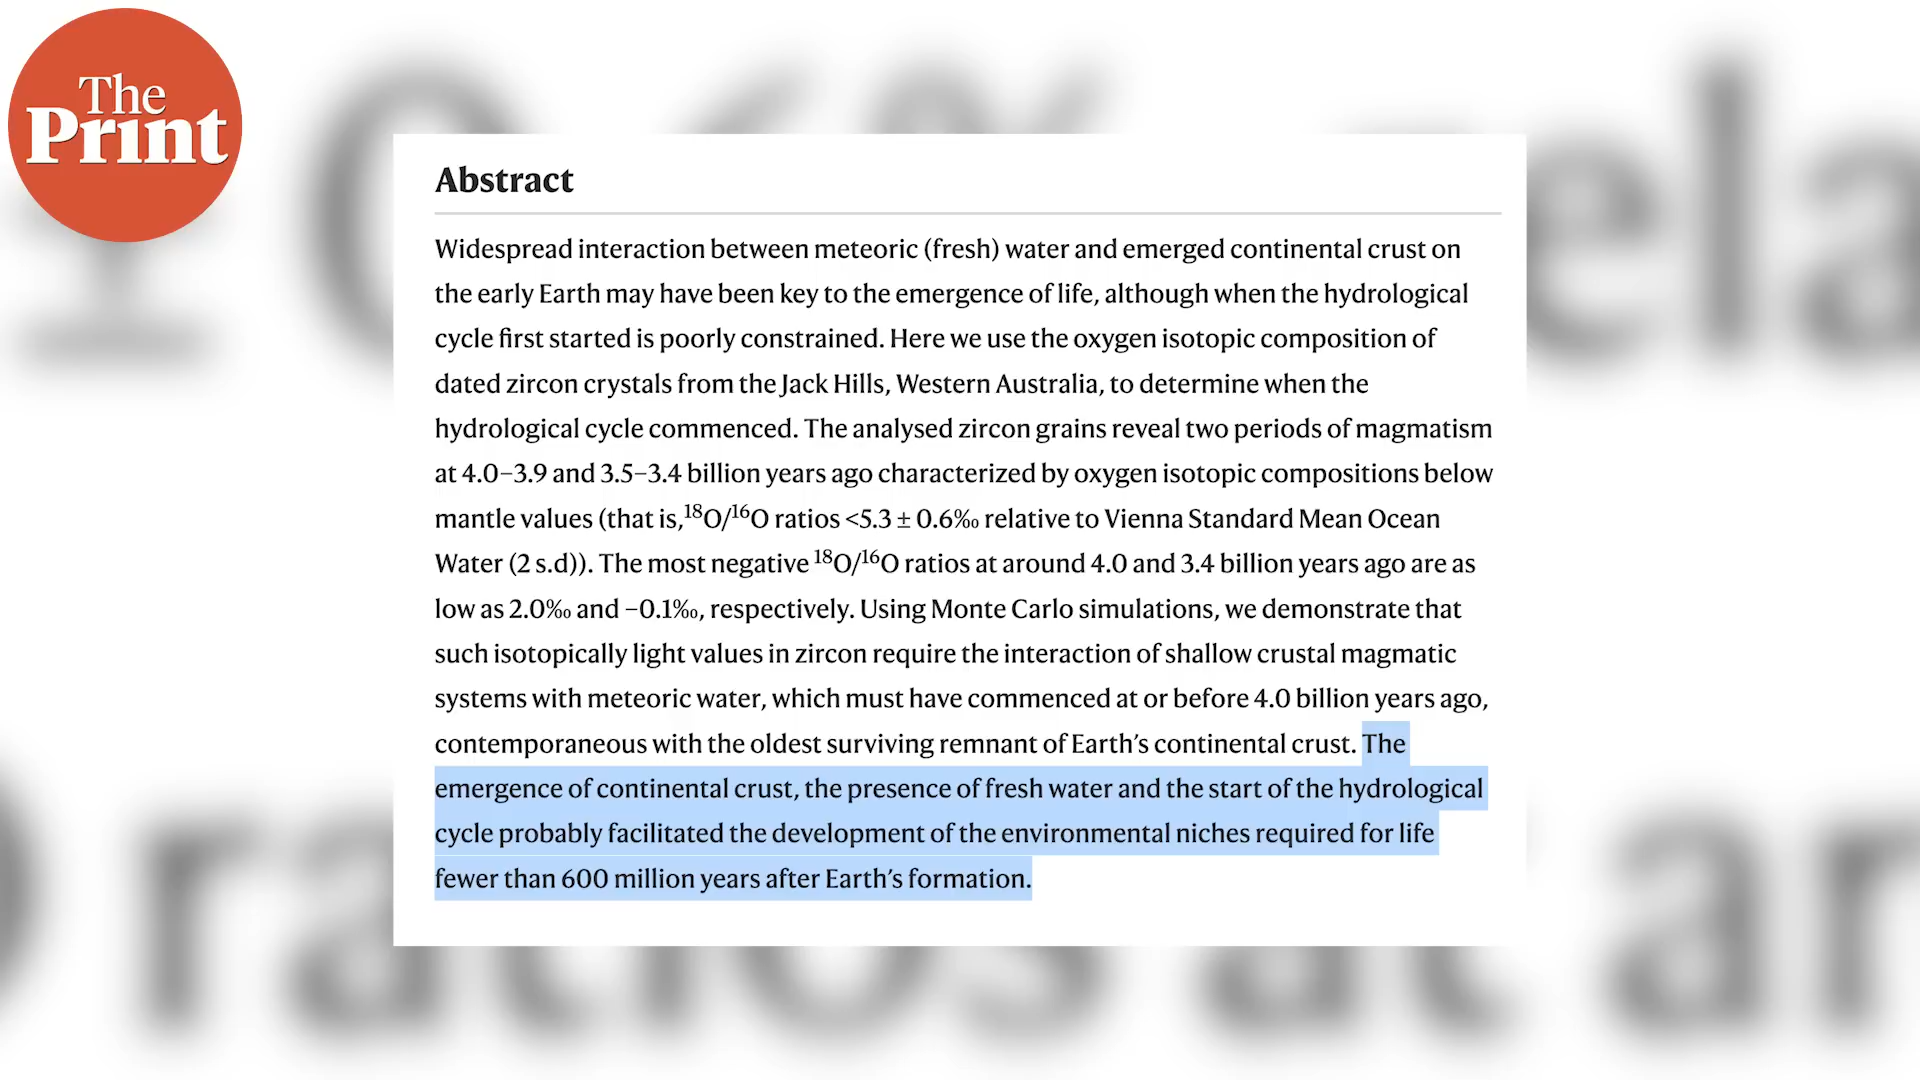 The
Print
Abstract
Widespread interaction between meteoric (fresh) water and emerged continental crust on
the early Earth may have been key to the emergence of life, although when the hydrological
cycle first started is poorly constrained. Here we use the oxygen isotopic composition of
dated zircon crystals from the Jack Hills, Western Australia, to determine when the
hydrological cycle commenced. The analysed zircon grains reveal two periods of magmatism
at 4.0–3.9 and 3.5–3.4 billion years ago characterized by oxygen isotopic compositions below
mantle values (that is,¹⁸O/¹⁶O ratios <5.3 ± 0.6‰ relative to Vienna Standard Mean Ocean
Water (2 s.d)). The most negative ¹⁸O/¹⁶O ratios at around 4.0 and 3.4 billion years ago are as
low as 2.0‰ and −0.1‰, respectively. Using Monte Carlo simulations, we demonstrate that
such isotopically light values in zircon require the interaction of shallow crustal magmatic
systems with meteoric water, which must have commenced at or before 4.0 billion years ago,
contemporaneous with the oldest surviving remnant of Earth’s continental crust. The
emergence of continental crust, the presence of fresh water and the start of the hydrological
cycle probably facilitated the development of the environmental niches required for life
fewer than 600 million years after Earth’s formation.